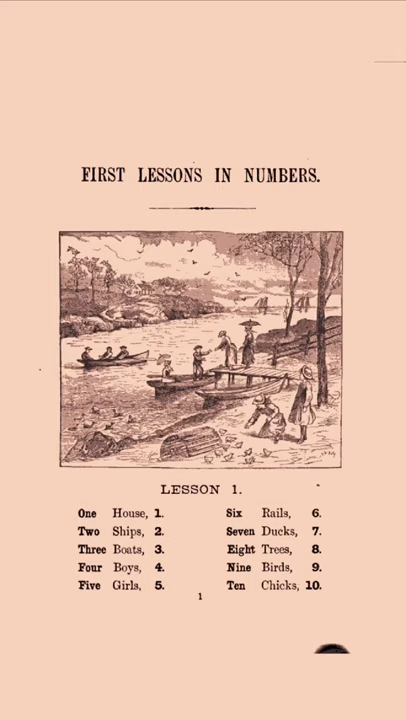 FIRST LESSONS IN NUMBERS.
LESSON 1.
One House, 1.
Two Ships, 2.
Three Boats, 3.
Four Boys, 4.
Five Girls, 5.
Six Rails, 6.
Seven Ducks, 7.
Eight Trees, 8.
Nine Birds, 9.
Ten Chicks, 10.
1